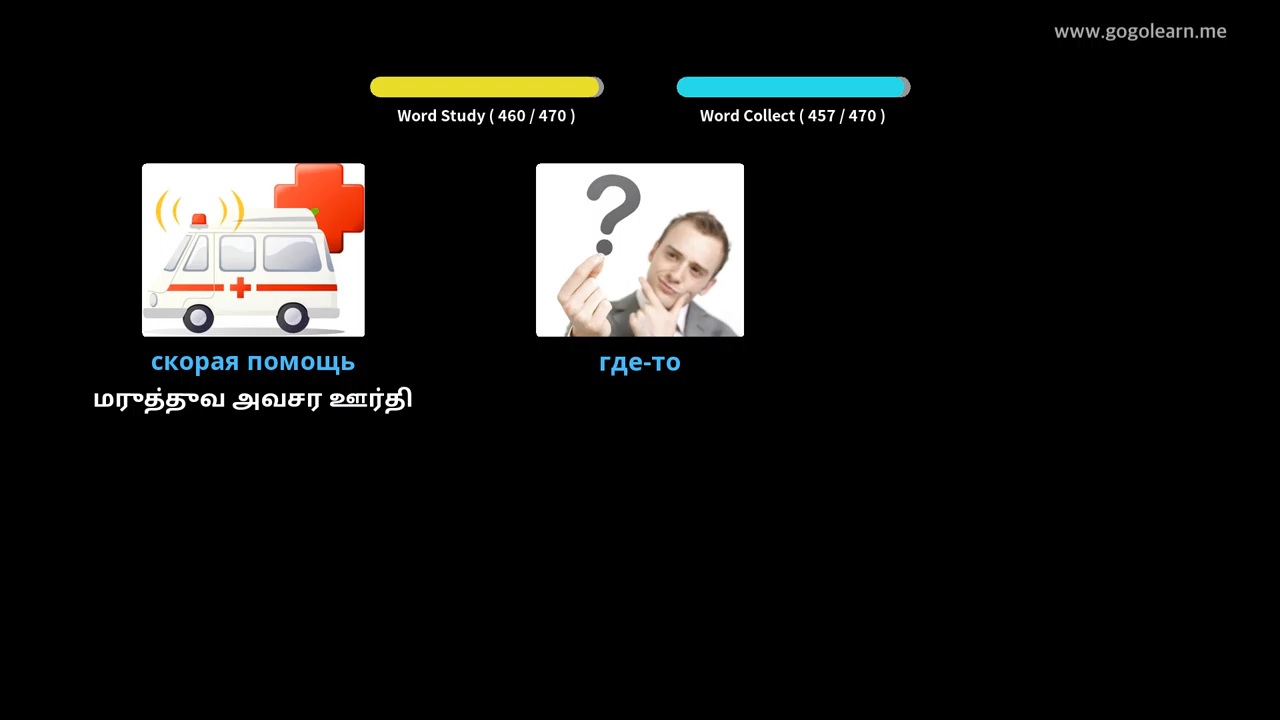 www.gogolearn.me
Word Study ( 460 / 470 )
Word Collect ( 457 / 470 )
скорая помощь
மருத்துவ அவசர ஊர்தி
где-то